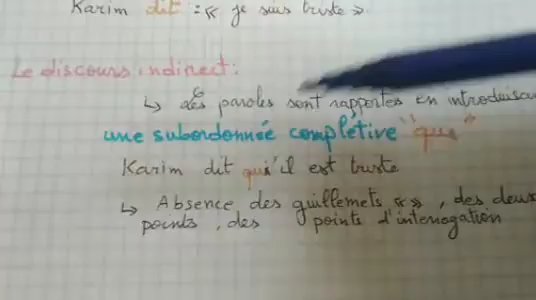 Karim dit : « je suis triste ».
Le discours indirect :
↳ les paroles sont rapportées en introduisan
une subordonnée complétive "que"
Karim dit qu'il est triste
↳ Absence des guillemets « », des deux
points, des points d'interrogation